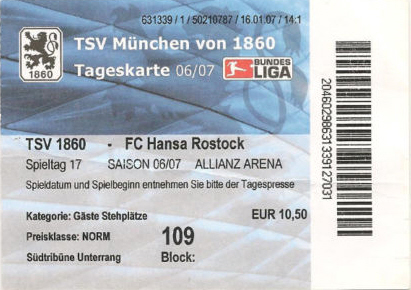 631339 / 1 / 50210787 / 16.01.07 / 14:1
TSV München von 1860
Tageskarte 06/07
BUNDES
LIGA
1860
TSV 1860 - FC Hansa Rostock
Spieltag 17 SAISON 06/07 ALLIANZ ARENA
Spieldatum und Spielbeginn entnehmen Sie bitte der Tagespresse
Kategorie: Gäste Stehplätze EUR 10,50
Preisklasse: NORM 109
Südtribüne Unterrang Block:
20460298631339127031